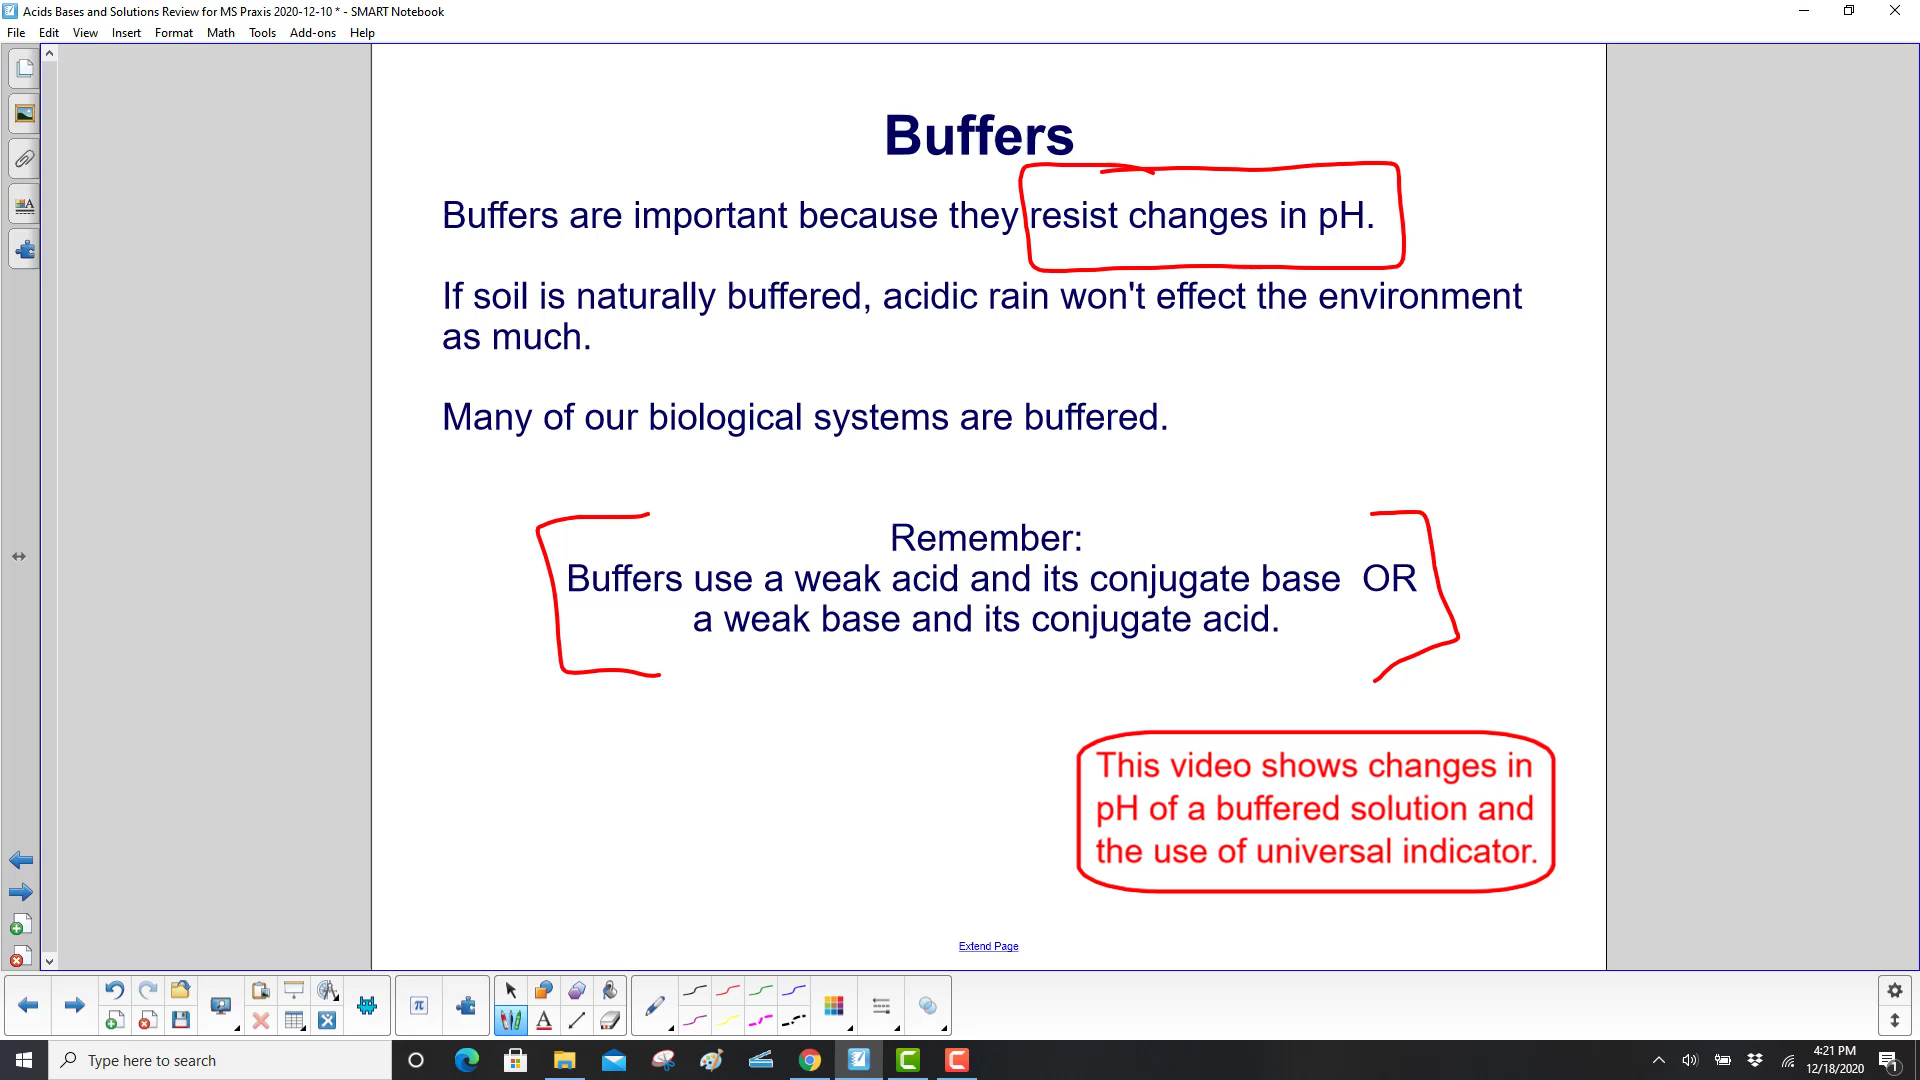 Acids Bases and Solutions Review for MS Praxis 2020-12-10 * - SMART Notebook
File Edit View Insert Format Math Tools Add-ons Help
Buffers
Buffers are important because they resist changes in pH.
If soil is naturally buffered, acidic rain won't effect the environment
as much.
Many of our biological systems are buffered.
Remember:
Buffers use a weak acid and its conjugate base OR
a weak base and its conjugate acid.
This video shows changes in
pH of a buffered solution and
the use of universal indicator.
Extend Page
π
A
Type here to search
4:21 PM
12/18/2020
1